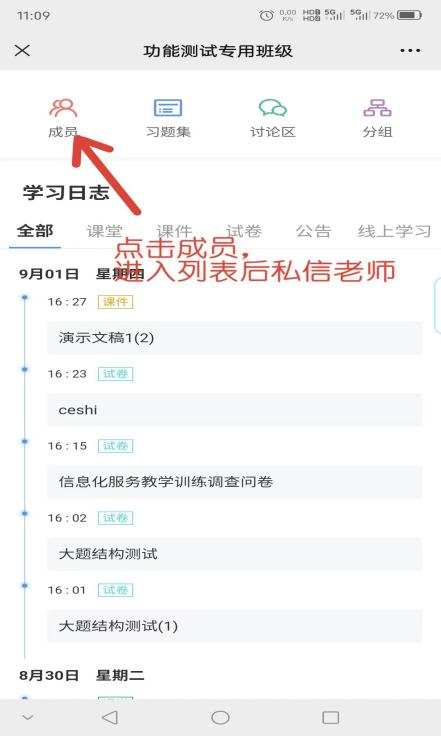 11:09
0.00 K/s HD HD 5G 5G 72%
功能测试专用班级
成员 习题集 讨论区 分组
学习日志
全部 课堂 课件 试卷 公告 线上学习
点击成员，
进入列表后私信老师
9月01日 星期四
16:27 课件
演示文稿1(2)
16:23 试卷
ceshi
16:15 试卷
信息化服务教学训练调查问卷
16:02 试卷
大题结构测试
16:01 试卷
大题结构测试(1)
8月30日 星期二